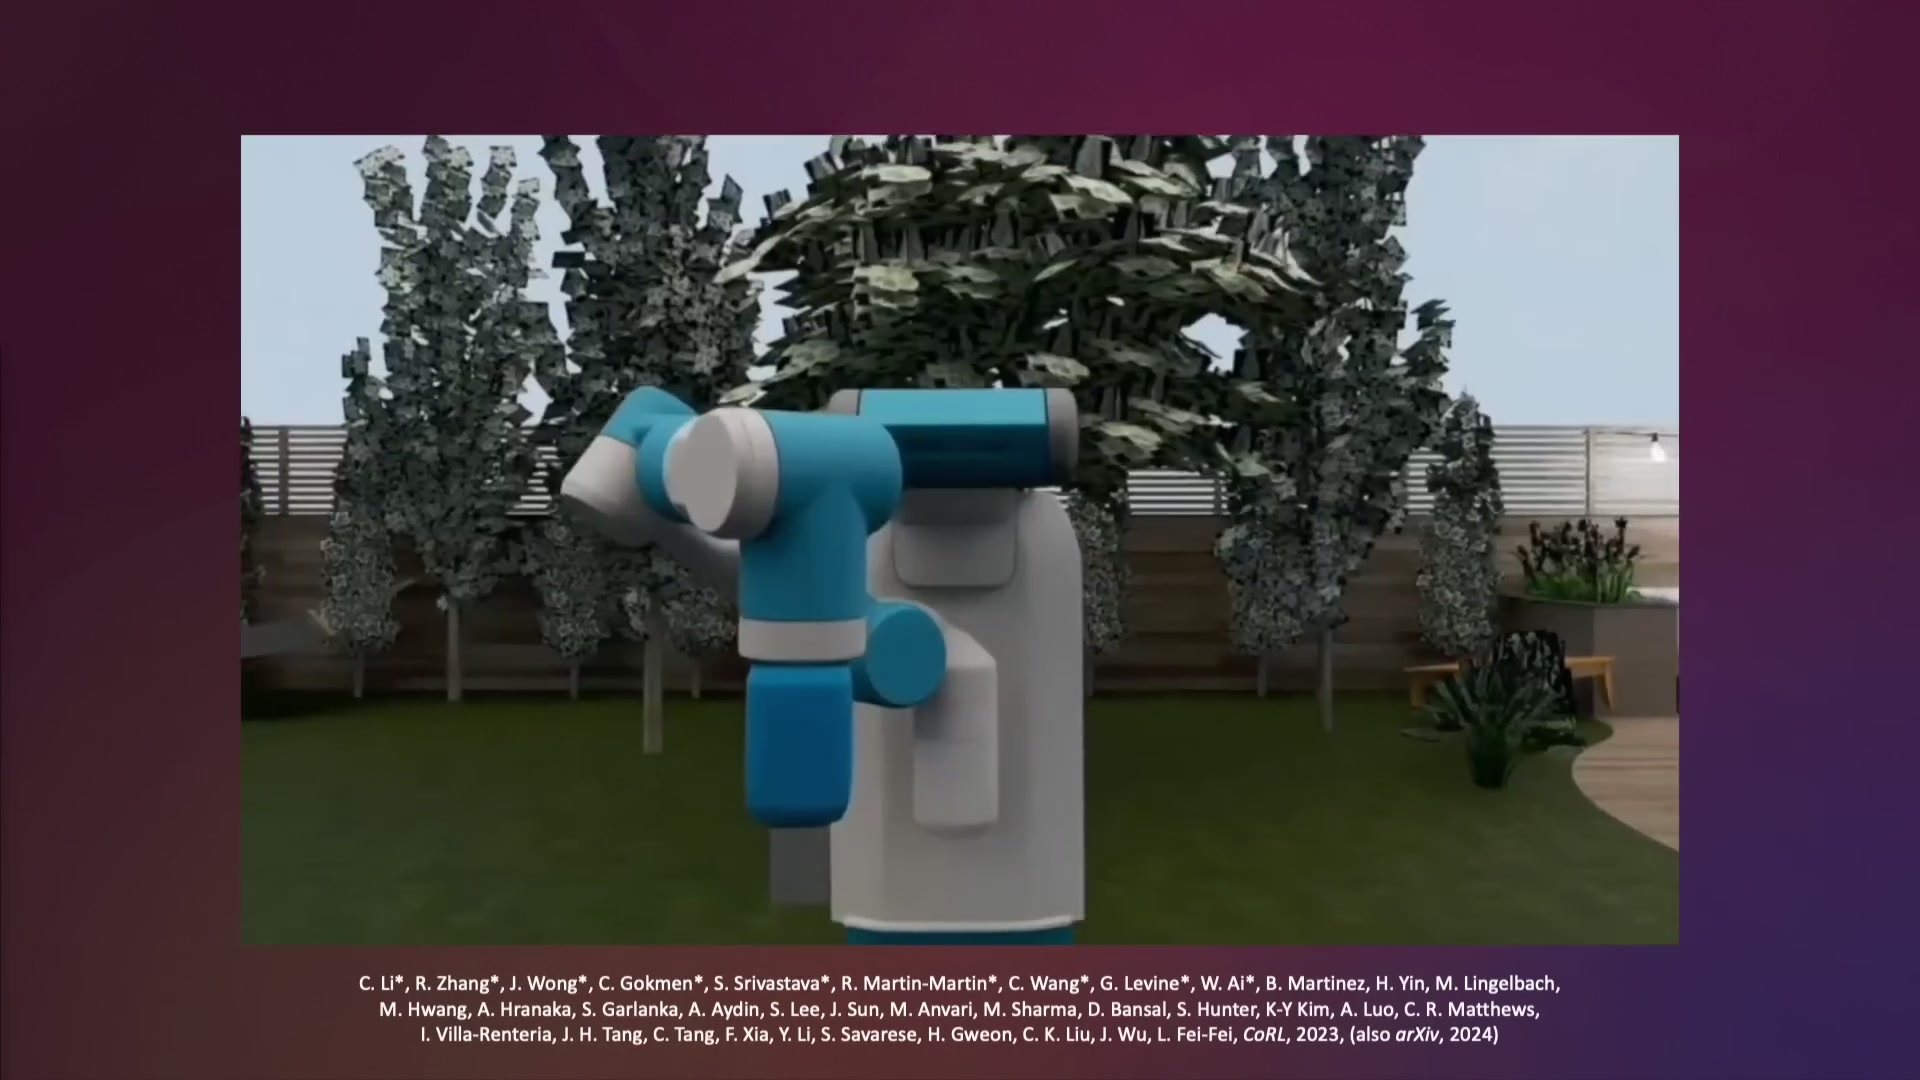 C. Li*, R. Zhang*, J. Wong*, C. Gokmen*, S. Srivastava*, R. Martin-Martin*, C. Wang*, G. Levine*, W. Ai*, B. Martinez, H. Yin, M. Lingelbach,
M. Hwang, A. Hranaka, S. Garlanka, A. Aydin, S. Lee, J. Sun, M. Anvari, M. Sharma, D. Bansal, S. Hunter, K-Y Kim, A. Luo, C. R. Matthews,
I. Villa-Renteria, J. H. Tang, C. Tang, F. Xia, Y. Li, S. Savarese, H. Gweon, C. K. Liu, J. Wu, L. Fei-Fei, CoRL, 2023, (also arXiv, 2024)